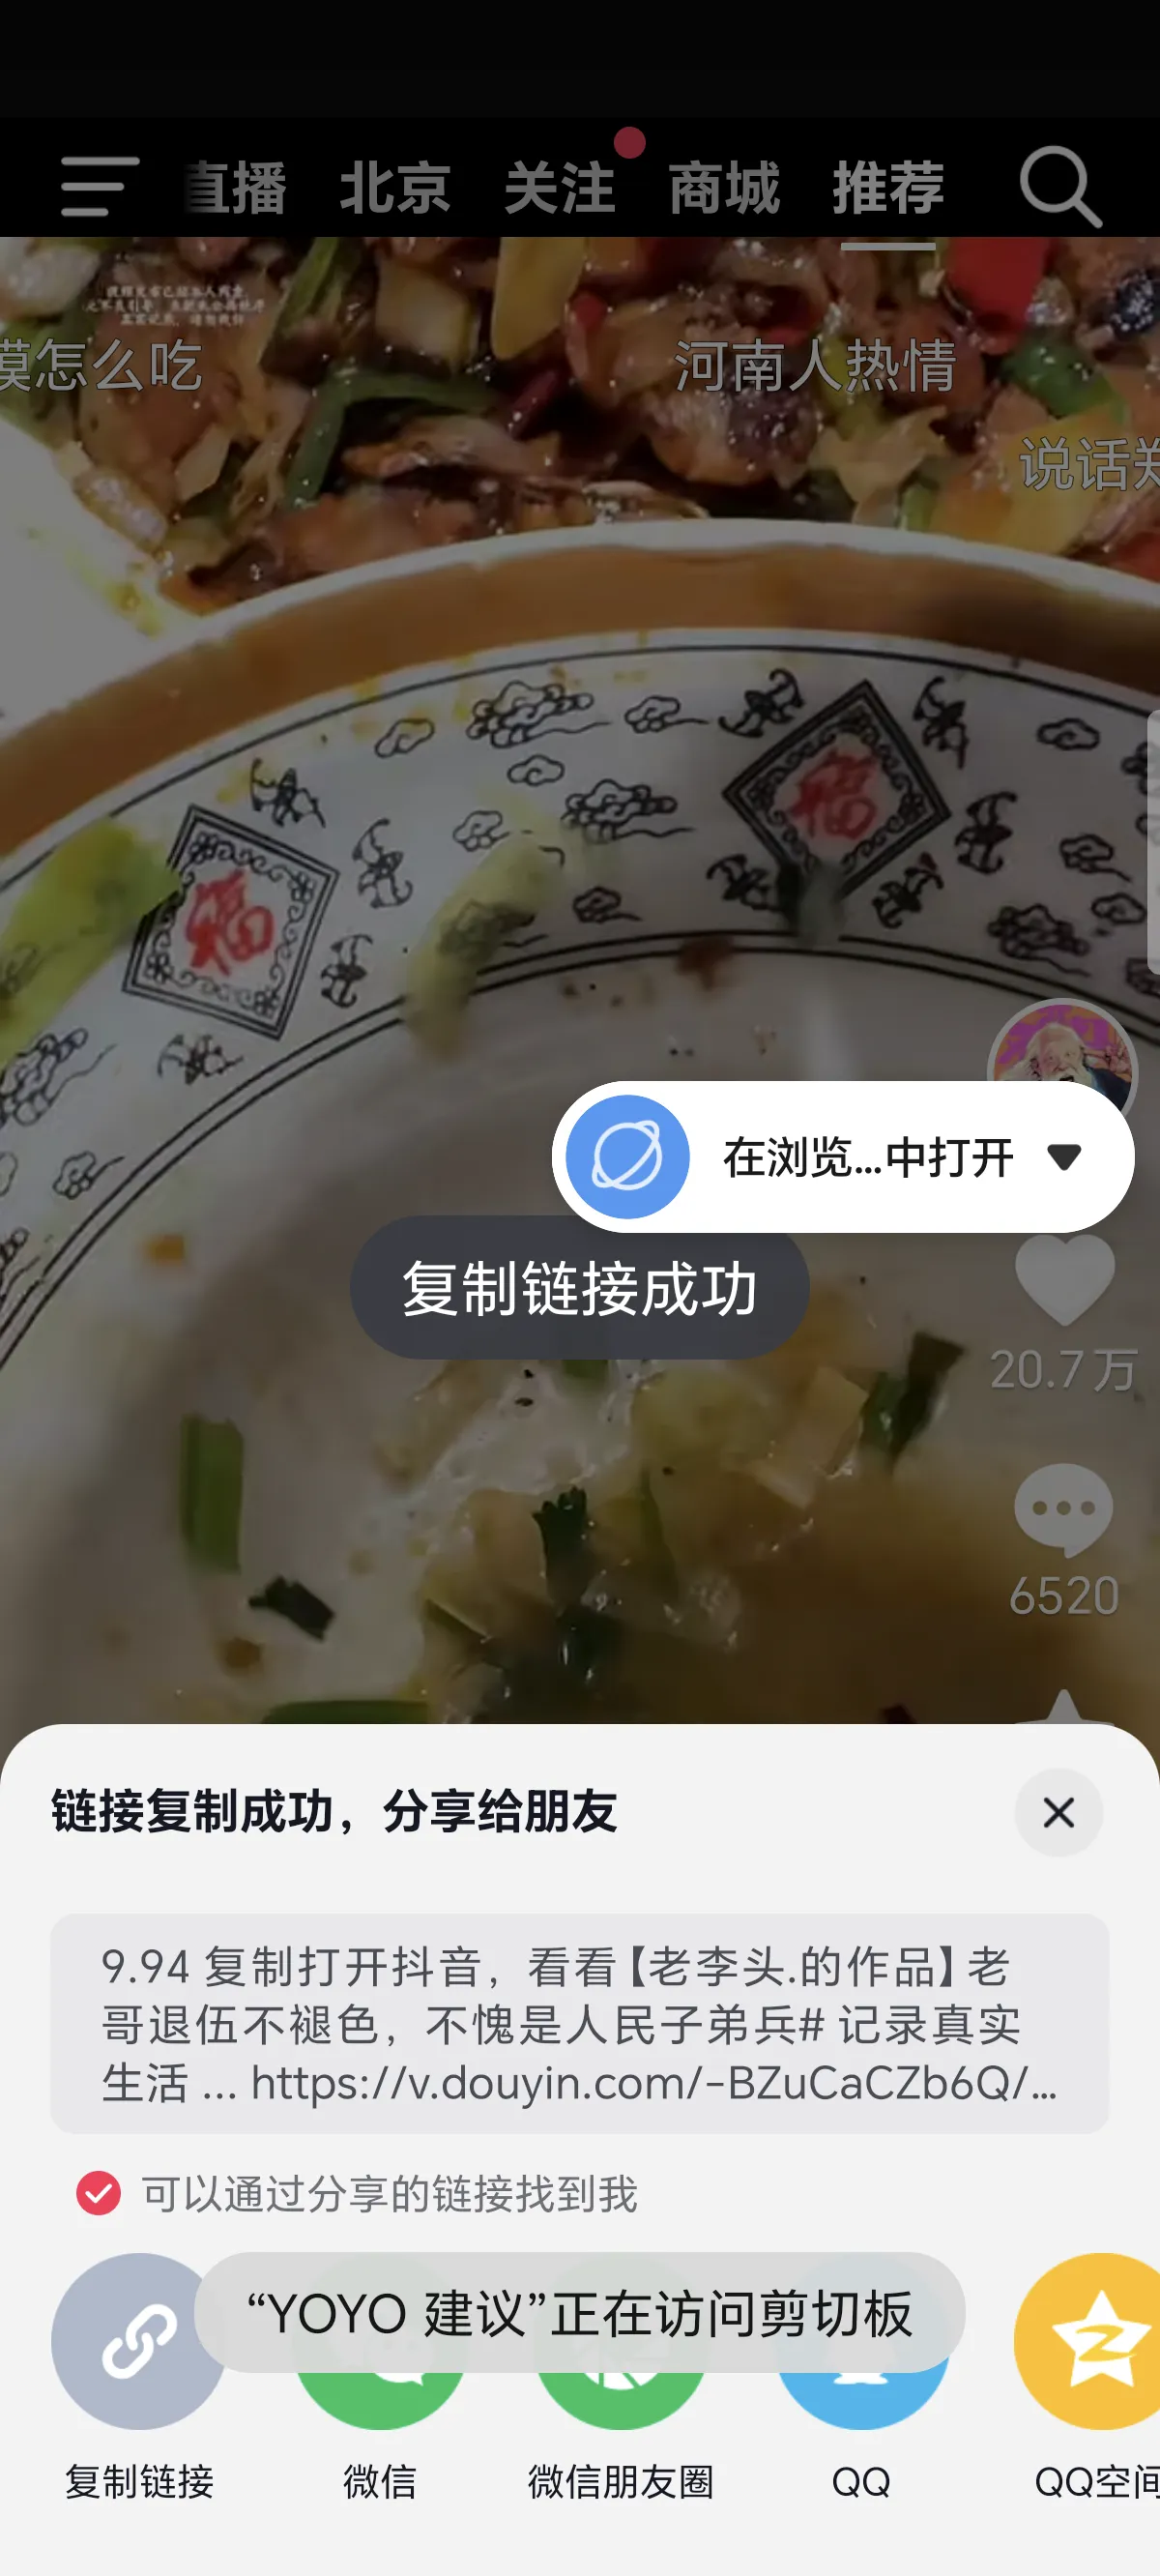 直播 北京 关注 商城 推荐
怎么吃
河南人热情
说话
福
福
在浏览...中打开
复制链接成功
20.7万
6520
链接复制成功，分享给朋友
9.94 复制打开抖音，看看【老李头.的作品】老
哥退伍不褪色，不愧是人民子弟兵# 记录真实
生活 ... https://v.douyin.com/-BZuCaCZb6Q/...
可以通过分享的链接找到我
“YOYO 建议”正在访问剪切板
复制链接
微信
微信朋友圈
QQ
QQ空间